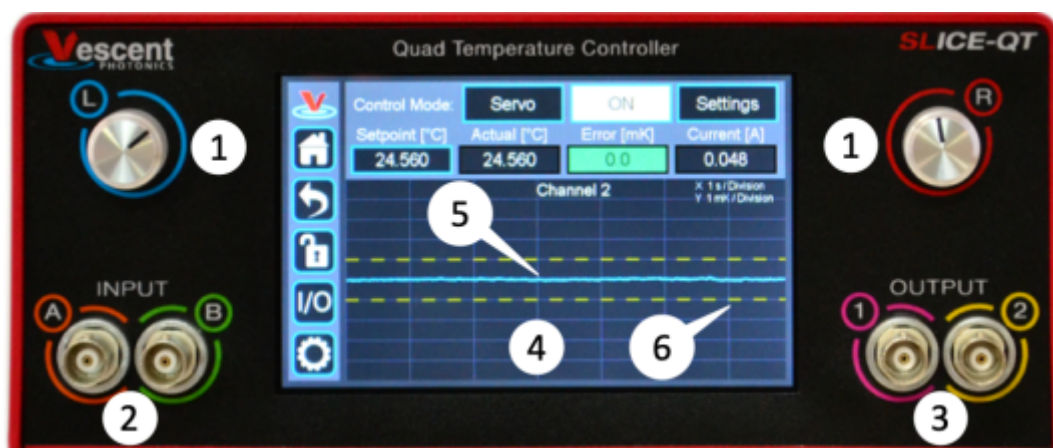 Vescent
PHOTONICS
Quad Temperature Controller
SLICE-QT
L
R
1
1
Control Mode: Servo ON Settings
Setpoint [°C] Actual [°C] Error [mK] Current [A]
24.560 24.560 0.0 0.048
Channel 2
X 1 s / Division
Y 1 mK / Division
5
I/O
4
6
INPUT
A B
2
OUTPUT
1 2
3